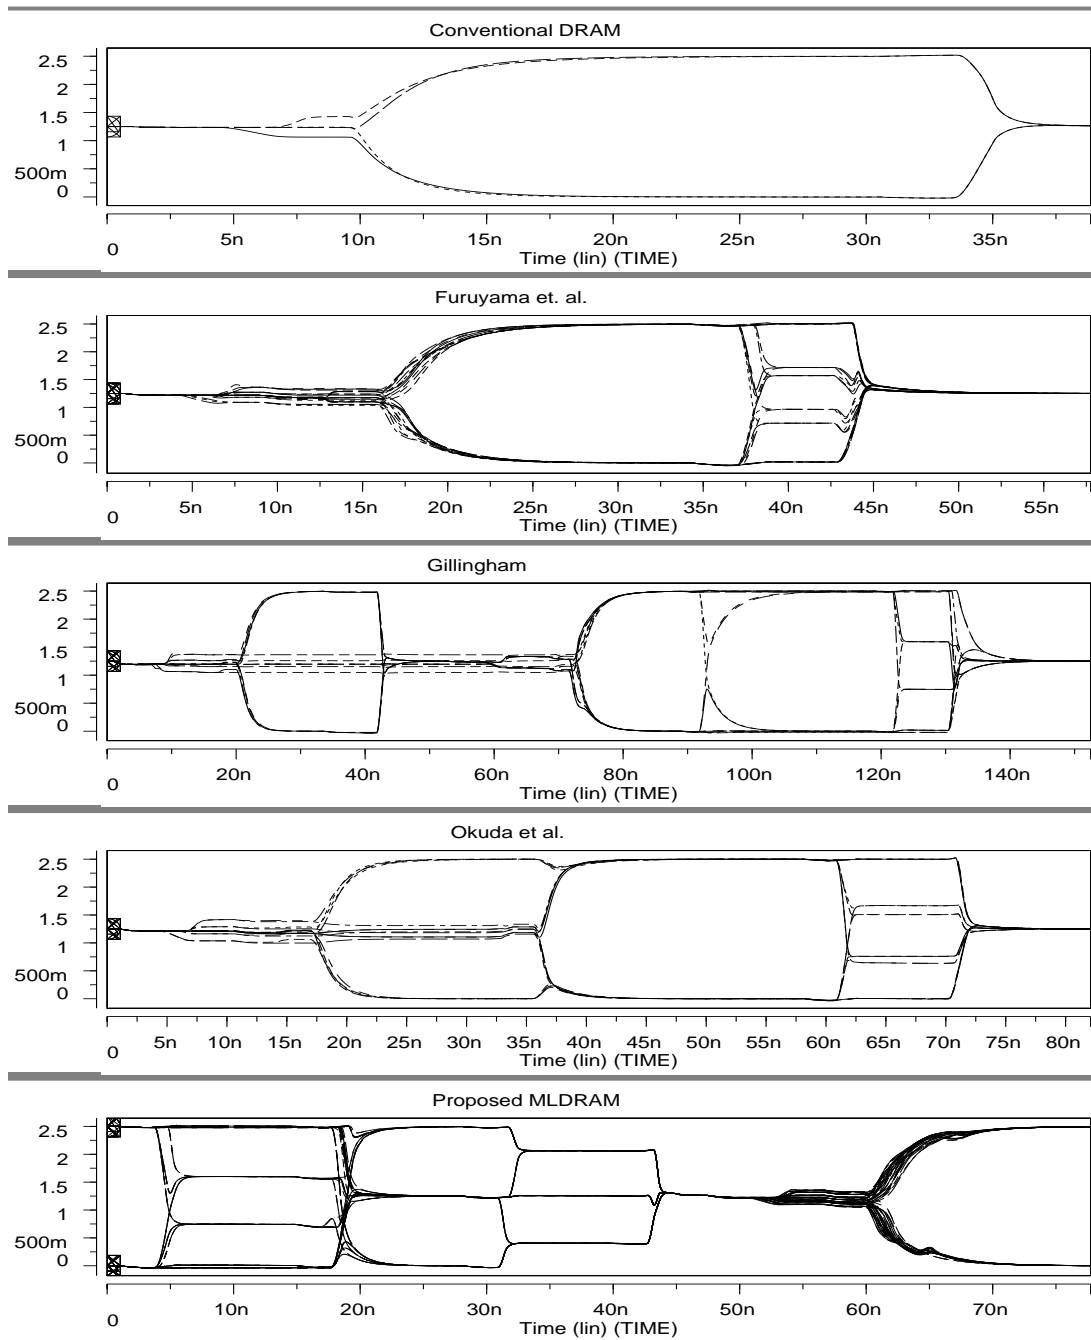 Conventional DRAM
2.5
2
1.5
1
500m
0
0
5n 10n 15n 20n 25n 30n 35n
Time (lin) (TIME)
Furuyama et. al.
2.5
2
1.5
1
500m
0
0
5n 10n 15n 20n 25n 30n 35n 40n 45n 50n 55n
Time (lin) (TIME)
Gillingham
2.5
2
1.5
1
500m
0
0
20n 40n 60n 80n 100n 120n 140n
Time (lin) (TIME)
Okuda et al.
2.5
2
1.5
1
500m
0
0
5n 10n 15n 20n 25n 30n 35n 40n 45n 50n 55n 60n 65n 70n 75n 80n
Time (lin) (TIME)
Proposed MLDRAM
2.5
2
1.5
1
500m
0
0
10n 20n 30n 40n 50n 60n 70n
Time (lin) (TIME)